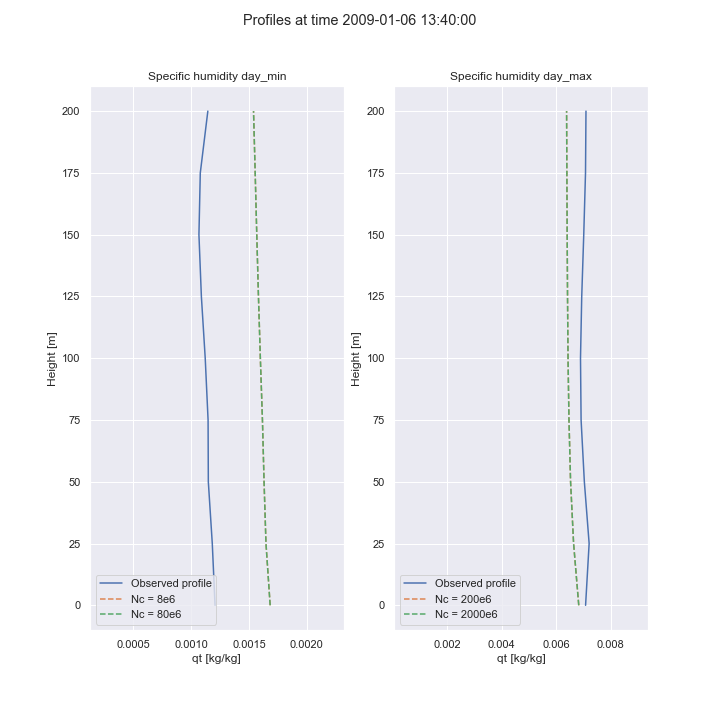 Profiles at time 2009-01-06 13:40:00
Specific humidity day_min
Height [m]
200
175
150
125
100
75
50
25
0
Observed profile
Nc = 8e6
Nc = 80e6
0.0005 0.0010 0.0015 0.0020
qt [kg/kg]
Specific humidity day_max
Height [m]
200
175
150
125
100
75
50
25
0
Observed profile
Nc = 200e6
Nc = 2000e6
0.002 0.004 0.006 0.008
qt [kg/kg]